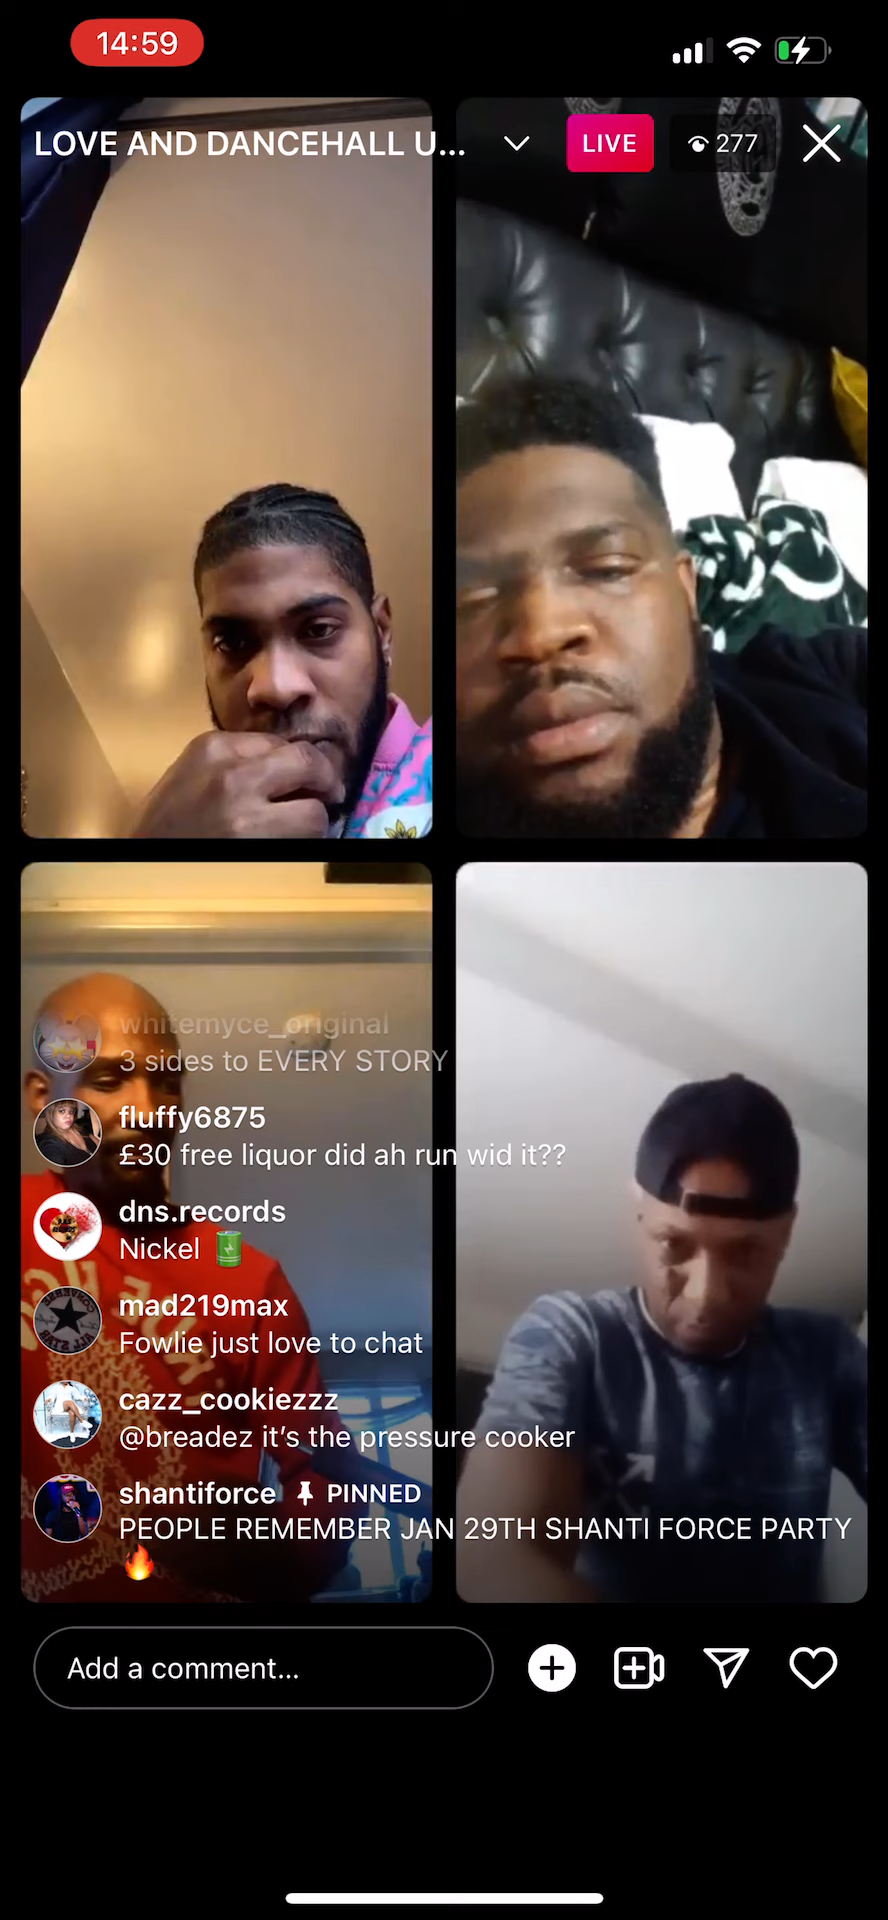 14:59
LOVE AND DANCEHALL U...
LIVE
277
whitemyce_original
3 sides to EVERY STORY
fluffy6875
£30 free liquor did ah run wid it??
dns.records
Nickel 🔋
mad219max
Fowlie just love to chat
cazz_cookiezzz
@breadez it’s the pressure cooker
shantiforce 📌 PINNED
PEOPLE REMEMBER JAN 29TH SHANTI FORCE PARTY
🔥
Add a comment...